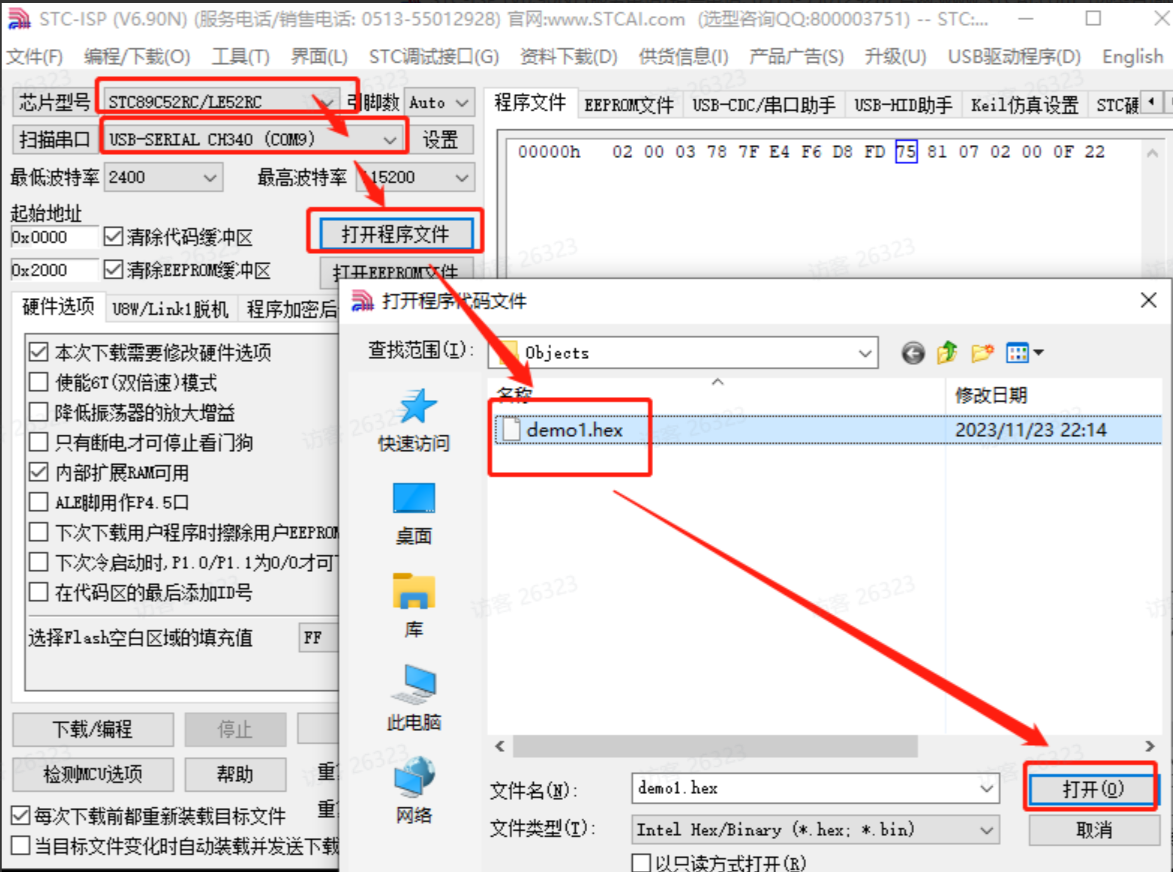 STC-ISP (V6.90N) (服务电话/销售电话: 0513-55012928) 官网:www.STCAI.com (选型咨询QQ:800003751) -- STC:...
文件(F) 编程/下载(O) 工具(T) 界面(L) STC调试接口(G) 资料下载(D) 供货信息(I) 产品广告(S) 升级(U) USB驱动程序(D) English
芯片型号 STC89C52RC/LE52RC 引脚数 Auto
程序文件 EEPROM文件 USB-CDC/串口助手 USB-HID助手 Keil仿真设置 STC硬
扫描串口 USB-SERIAL CH340 (COM9) 设置
00000h 02 00 03 78 7F E4 F6 D8 FD 75 81 07 02 00 0F 22
最低波特率 2400 最高波特率 115200
起始地址
0x0000 清除代码缓冲区 打开程序文件
0x2000 清除EEPROM缓冲区 打开EEPROM文件
硬件选项 U8W/Link1脱机 程序加密后
本次下载需要修改硬件选项
使能6T(双倍速)模式
降低振荡器的放大增益
只有断电才可停止看门狗
内部扩展RAM可用
ALE脚用作P4.5口
下次下载用户程序时擦除用户EEPROM
下次冷启动时,P1.0/P1.1为0/0才可
在代码区的最后添加ID号
选择Flash空白区域的填充值 FF
下载/编程 停止
检测MCU选项 帮助 重
每次下载前都重新装载目标文件 重
当目标文件变化时自动装载并发送下载
打开程序代码文件
查找范围(I): Objects
名称 修改日期
demo1.hex 2023/11/23 22:14
快速访问
桌面
库
此电脑
网络
文件名(N): demo1.hex 打开(O)
文件类型(T): Intel Hex/Binary (*.hex; *.bin) 取消
以只读方式打开(R)
访客 26323